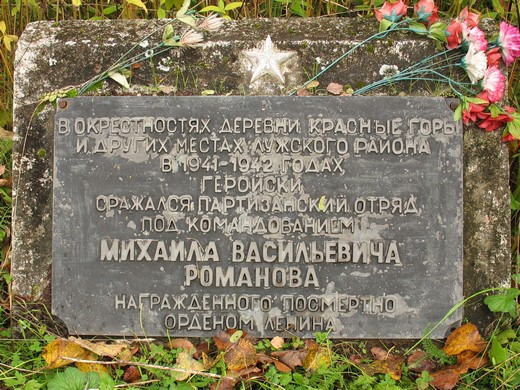 В ОКРЕСТНОСТЯХ ДЕРЕВНИ КРАСНЫЕ ГОРЫ
И ДРУГИХ МЕСТАХ ЛУЖСКОГО РАЙОНА
В 1941-1942 ГОДАХ
ГЕРОЙСКИ
СРАЖАЛСЯ ПАРТИЗАНСКИЙ ОТРЯД
ПОД КОМАНДОВАНИЕМ
МИХАИЛА ВАСИЛЬЕВИЧА
РОМАНОВА
НАГРАЖДЕННОГО ПОСМЕРТНО
ОРДЕНОМ ЛЕНИНА